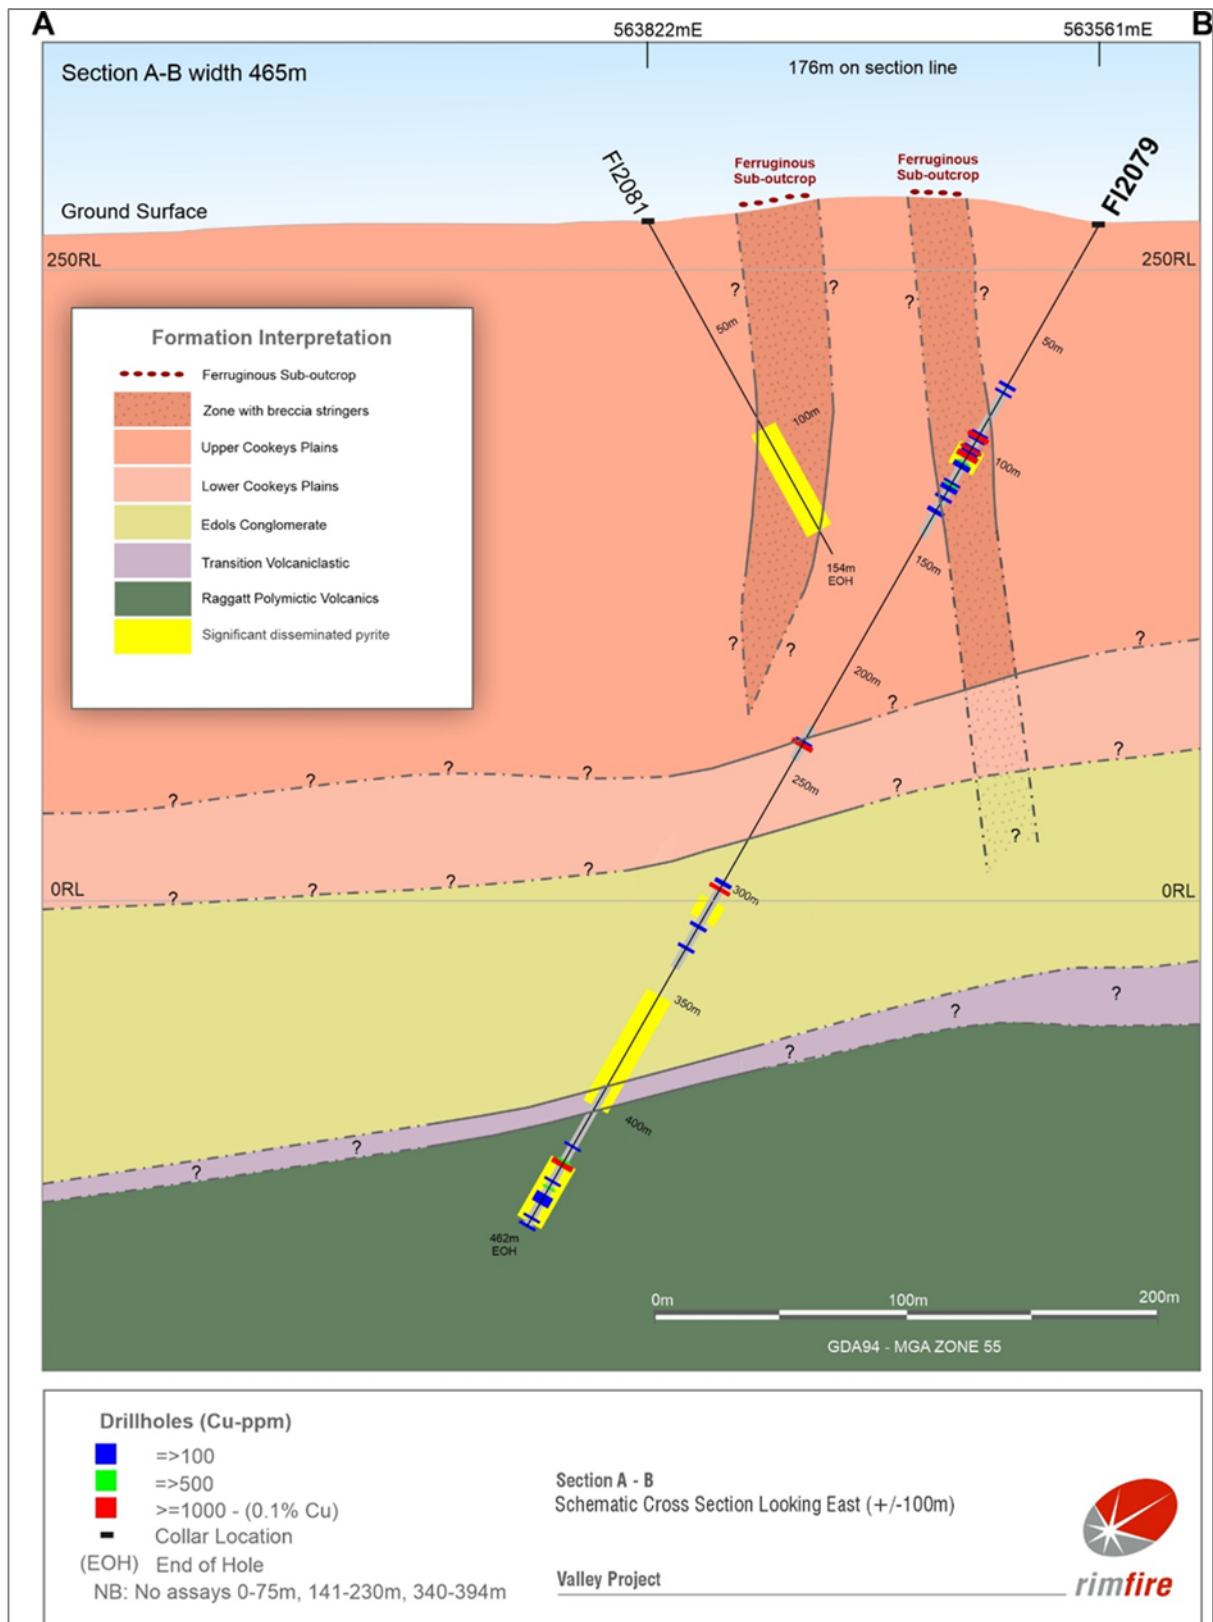 A
563822mE
563561mE
B
Section A-B width 465m
176m on section line
FI2081
Ferruginous
Sub-outcrop
Ferruginous
Sub-outcrop
FI2079
Ground Surface
250RL
250RL
?
?
?
?
50m
50m
Formation Interpretation
Ferruginous Sub-outcrop
Zone with breccia stringers
Upper Cookeys Plains
Lower Cookeys Plains
Edols Conglomerate
Transition Volcaniclastic
Raggatt Polymictic Volcanics
Significant disseminated pyrite
100m
100m
154m
EOH
150m
?
?
?
200m
?
?
?
?
?
?
250m
?
?
?
?
?
?
?
0RL
300m
0RL
350m
?
?
?
400m
?
?
462m
EOH
0m
100m
200m
GDA94 - MGA ZONE 55
Drillholes (Cu-ppm)
=>100
=>500
>=1000 - (0.1% Cu)
Collar Location
(EOH) End of Hole
NB: No assays 0-75m, 141-230m, 340-394m
Section A - B
Schematic Cross Section Looking East (+/-100m)
Valley Project
rimfire